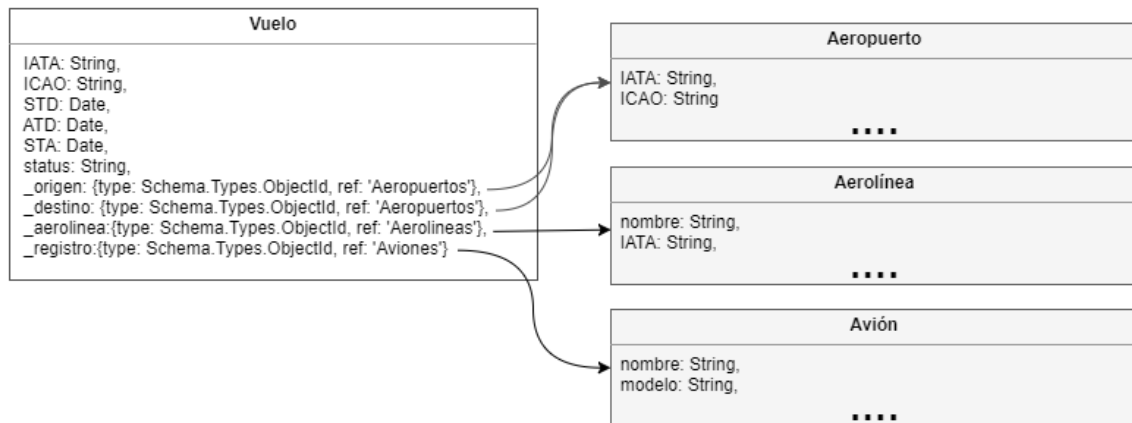 Vuelo
IATA: String,
ICAO: String,
STD: Date,
ATD: Date,
STA: Date,
status: String,
_origen: {type: Schema.Types.ObjectId, ref: 'Aeropuertos'},
_destino: {type: Schema.Types.ObjectId, ref: 'Aeropuertos'},
_aerolinea:{type: Schema.Types.ObjectId, ref: 'Aerolineas'},
_registro:{type: Schema.Types.ObjectId, ref: 'Aviones'}
Aeropuerto
IATA: String,
ICAO: String
....
Aerolínea
nombre: String,
IATA: String,
....
Avión
nombre: String,
modelo: String,
....